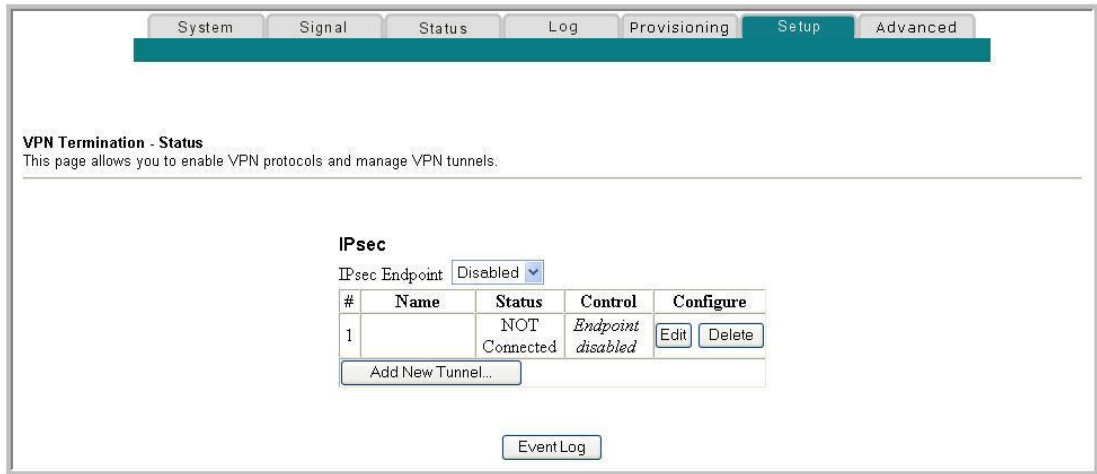 System Signal Status Log Provisioning Setup Advanced
VPN Termination - Status
This page allows you to enable VPN protocols and manage VPN tunnels.
IPsec
IPsec Endpoint Disabled
# Name Status Control Configure
1 NOT Connected Endpoint disabled Edit Delete
Add New Tunnel...
Event Log